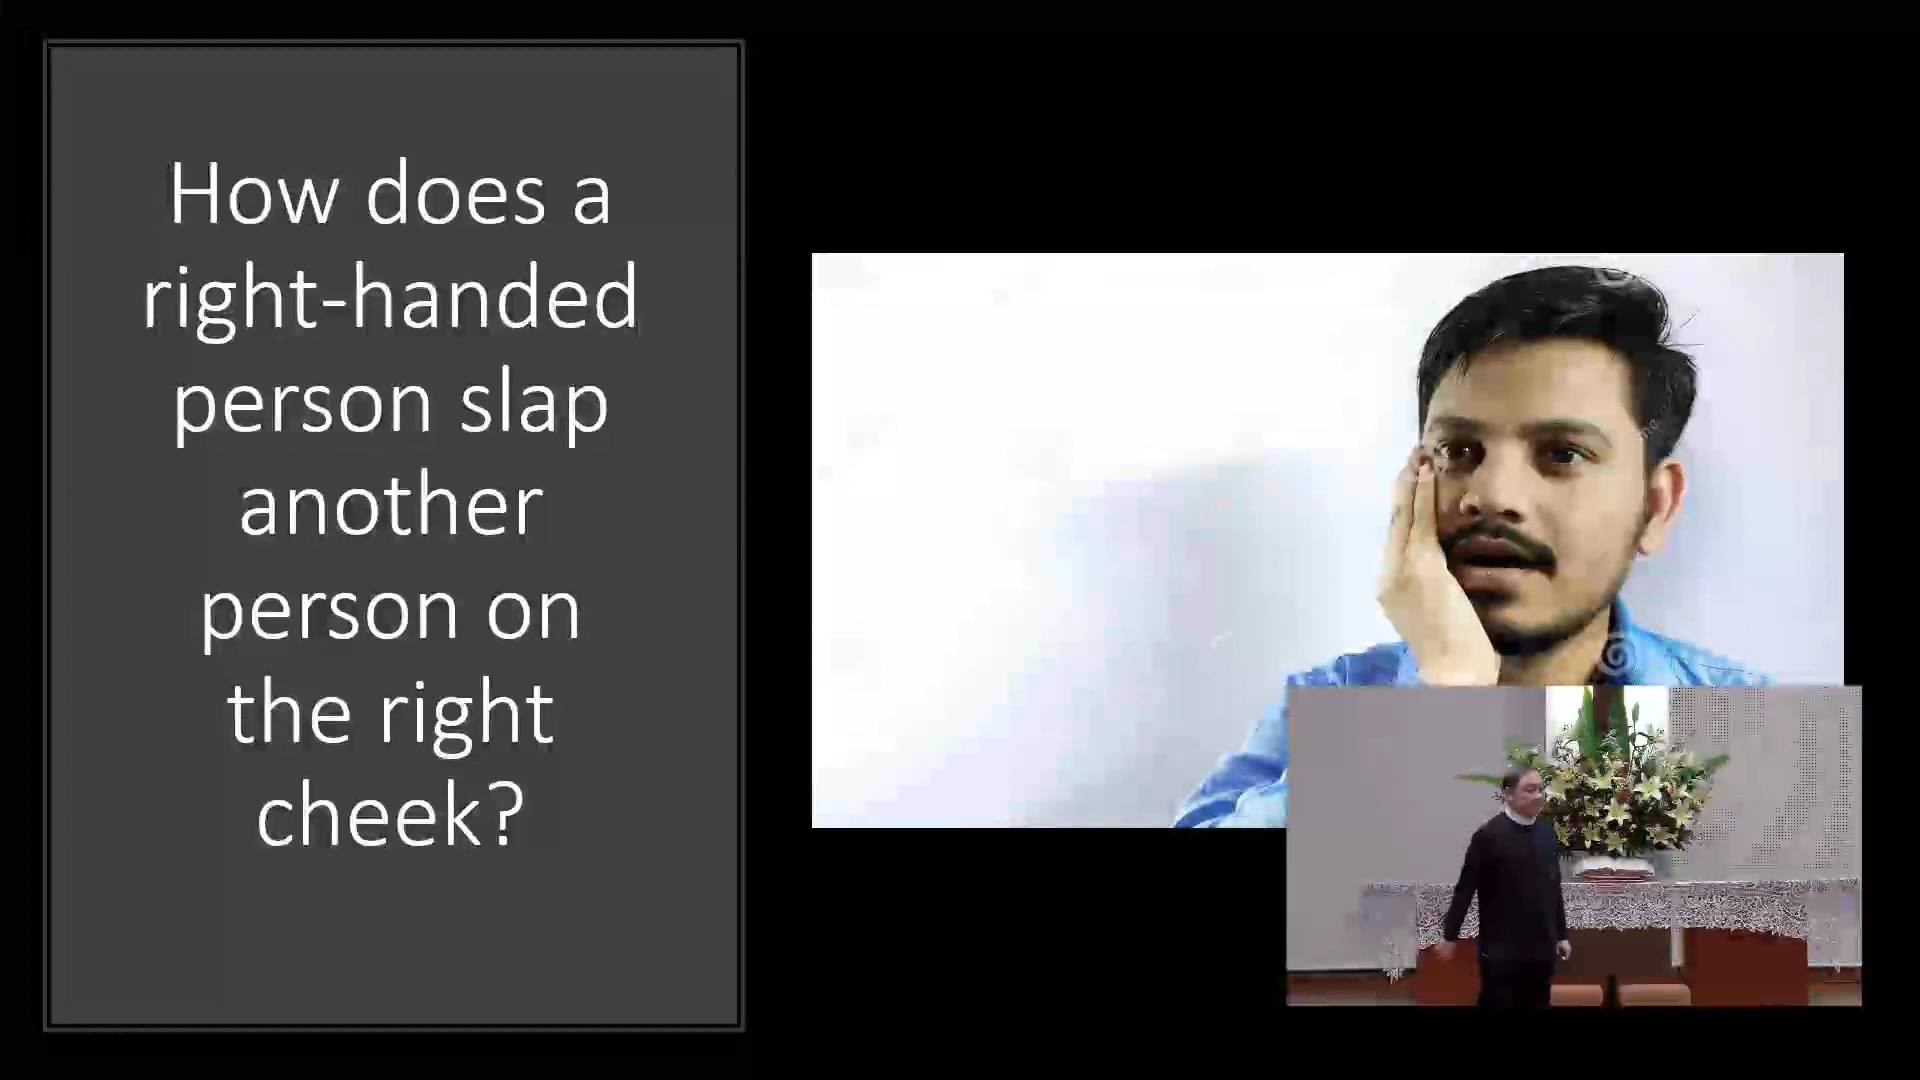 How does a
right-handed
person slap
another
person on
the right
cheek?